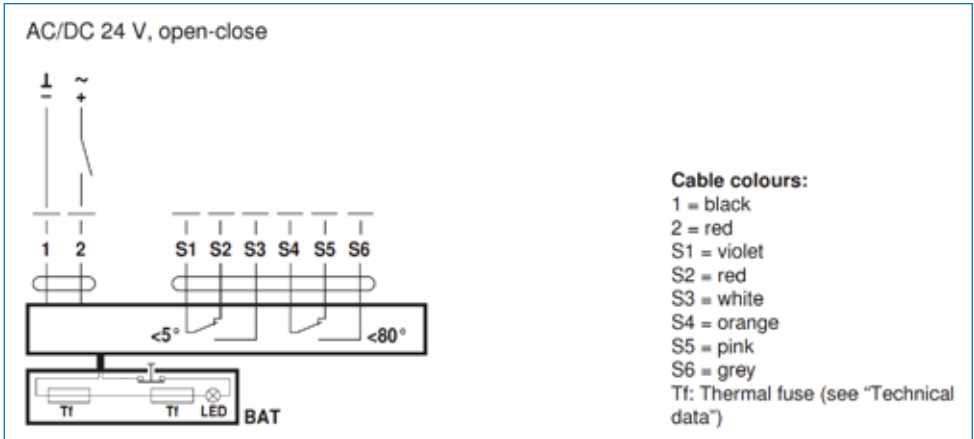 AC/DC 24 V, open-close
⊥ ~
– +
1 2 S1 S2 S3 S4 S5 S6
<5° <80°
Tf Tf LED BAT
Cable colours:
1 = black
2 = red
S1 = violet
S2 = red
S3 = white
S4 = orange
S5 = pink
S6 = grey
Tf: Thermal fuse (see “Technical
data”)